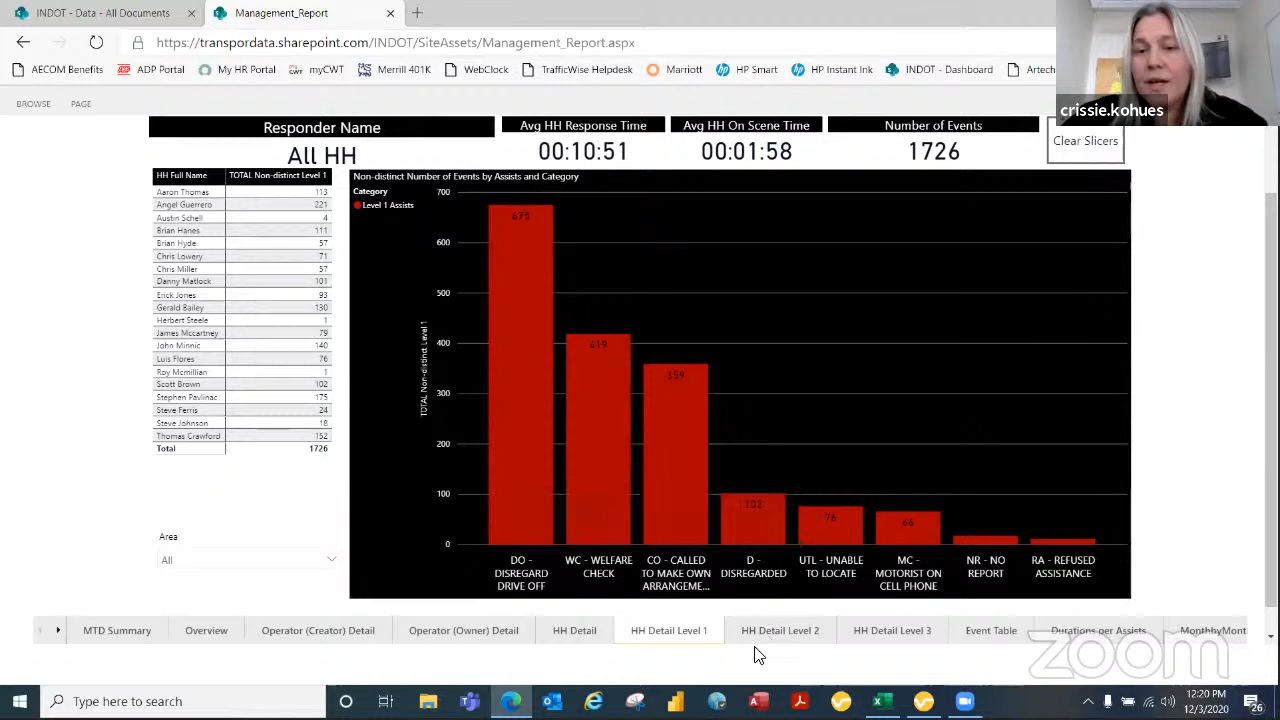 INDOT - DATA - All Documents
Management_Report
https://transpordata.sharepoint.com/INDOT/SiteAssets/Management_Report.aspx
AECOM Benefits
ADP Portal
My HR Portal
myCWT
Merrill 401K
WebClock
TrafficWise Helpdesk
Marriott
HP Smart
HP Instant Ink
INDOT - Dashboard
Artech
crissie.kohues
BROWSE PAGE
Responder Name
Avg HH Response Time
Avg HH On Scene Time
Number of Events
Clear Slicers
All HH
00:10:51
00:01:58
1726
HH Full Name TOTAL Non-distinct Level 1
Aaron Thomas 113
Angel Guerrero 221
Austin Schell 4
Brian Hanes 111
Brian Hyde 57
Chris Lowery 71
Chris Miller 57
Danny Matlock 101
Erick Jones 93
Gerald Bailey 130
Herbert Steele 1
James Mccartney 79
John Minnic 140
Luis Flores 76
Roy Mcmillian 1
Scott Brown 102
Stephen Pavlinac 175
Steve Ferris 24
Steve Johnson 18
Thomas Crawford 152
Total 1726
Area
All
Non-distinct Number of Events by Assists and Category
Category
Level 1 Assists
TOTAL Non-distinct Level 1
700
600
500
400
300
200
100
0
675
419
359
102
76
66
DO - DISREGARD DRIVE OFF
WC - WELFARE CHECK
CO - CALLED TO MAKE OWN ARRANGEME...
D - DISREGARDED
UTL - UNABLE TO LOCATE
MC - MOTORIST ON CELL PHONE
NR - NO REPORT
RA - REFUSED ASSISTANCE
MTD Summary
Overview
Operator (Creator) Detail
Operator (Owner) Detail
HH Detail
HH Detail Level 1
HH Detail Level 2
HH Detail Level 3
Event Table
Durations per Assists
MonthbyMont
zoom
Type here to search
12:20 PM
12/3/2020
26